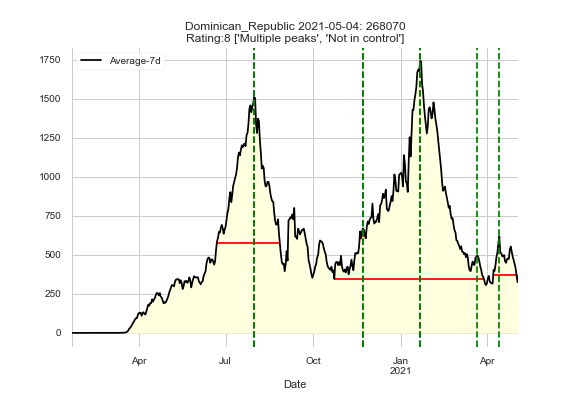 Dominican_Republic 2021-05-04: 268070
Rating:8 ['Multiple peaks', 'Not in control']
Average-7d
1750
1500
1250
1000
750
500
250
0
Apr
Jul
Oct
Jan
2021
Apr
Date